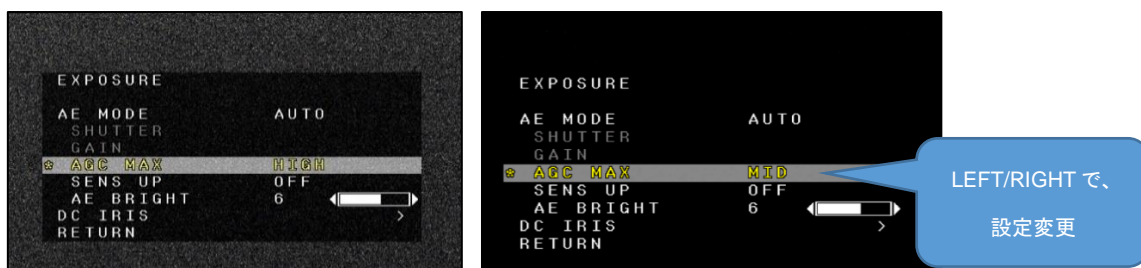 EXPOSURE
AE MODE AUTO
SHUTTER
GAIN
AGC MAX HIGH
SENS UP OFF
AE BRIGHT 6
DC IRIS >
RETURN
EXPOSURE
AE MODE AUTO
SHUTTER
GAIN
AGC MAX MID
SENS UP OFF
AE BRIGHT 6
DC IRIS >
RETURN
LEFT/RIGHT で、
設定変更